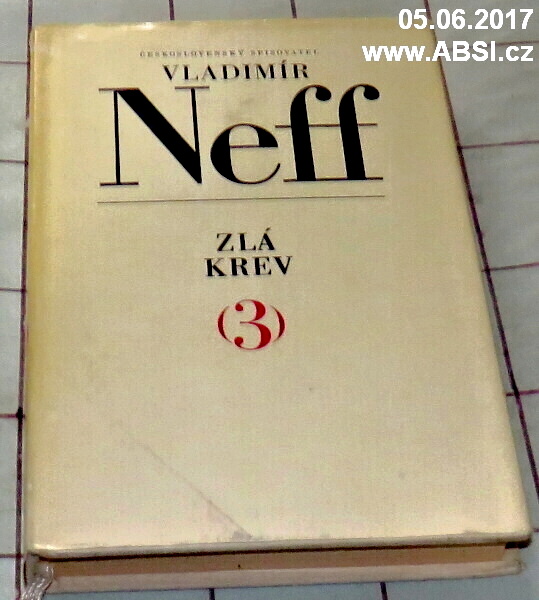 05.06.2017
www.ABSI.cz
ČESKOSLOVENSKÝ SPISOVATEL
VLADIMÍR
Neff
ZLÁ
KREV
(3)